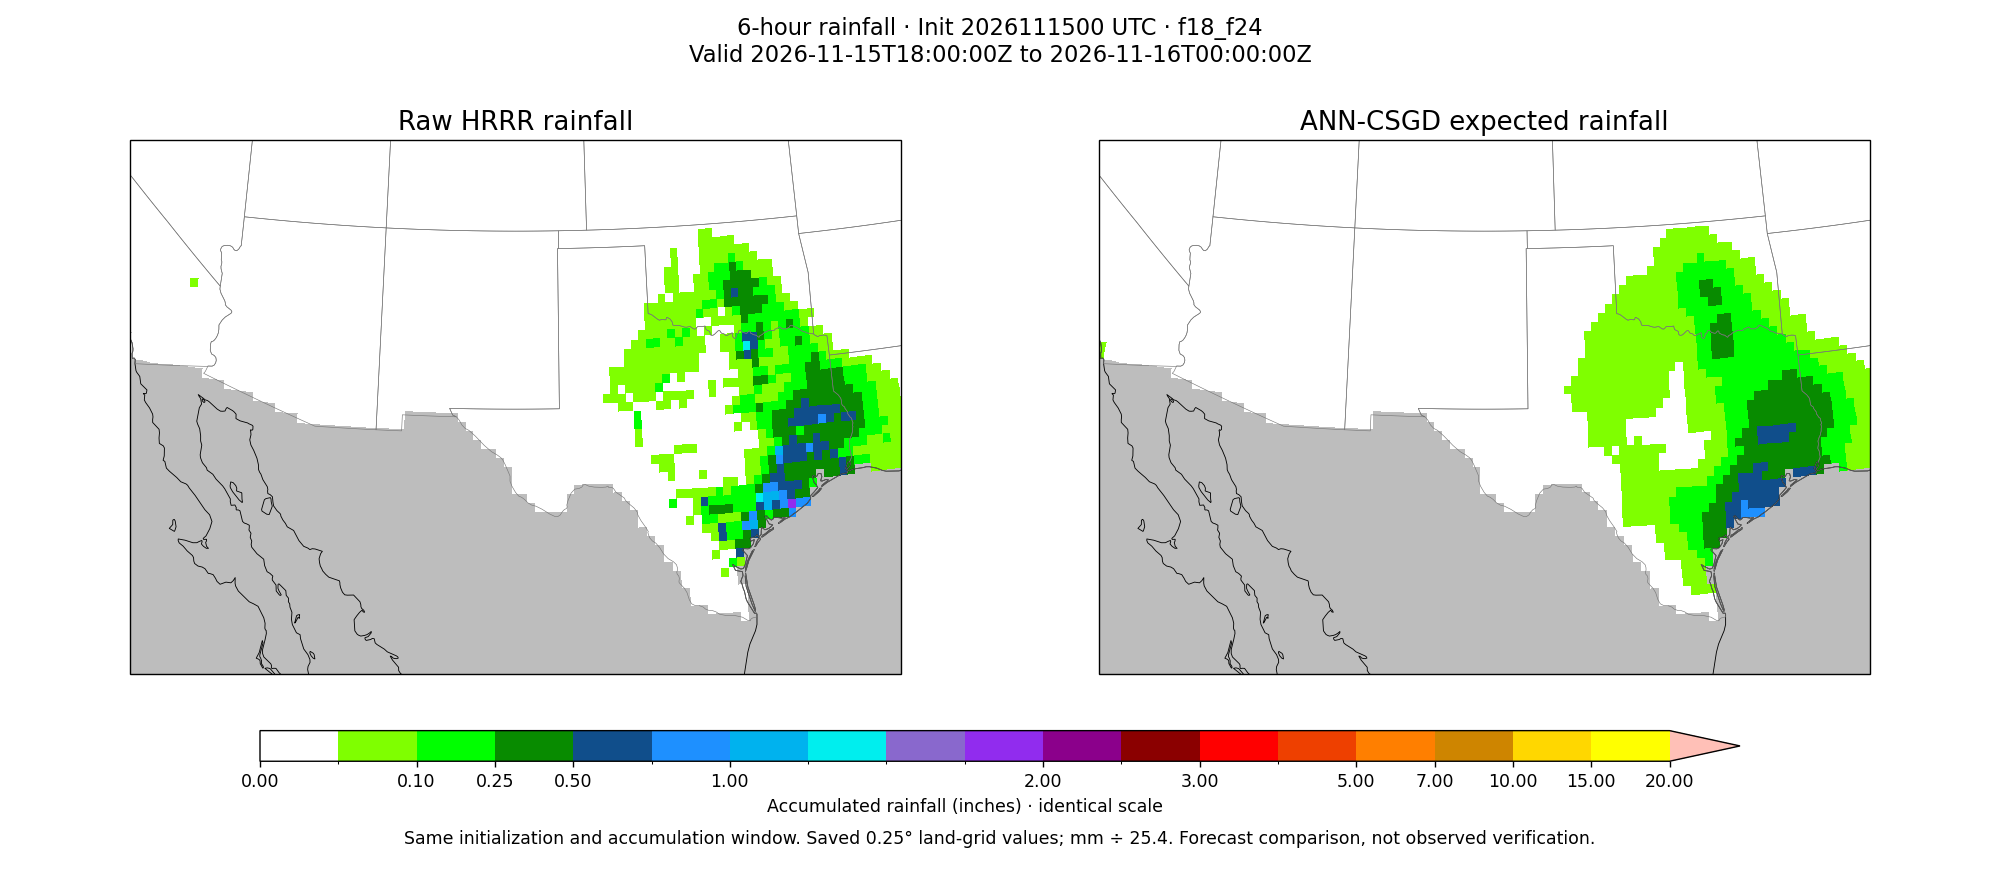 6-hour rainfall · Init 2026111500 UTC · f18_f24
Valid 2026-11-15T18:00:00Z to 2026-11-16T00:00:00Z
Raw HRRR rainfall
ANN-CSGD expected rainfall
0.00 0.10 0.25 0.50 1.00 2.00 3.00 5.00 7.00 10.00 15.00 20.00
Accumulated rainfall (inches) · identical scale
Same initialization and accumulation window. Saved 0.25° land-grid values; mm ÷ 25.4. Forecast comparison, not observed verification.